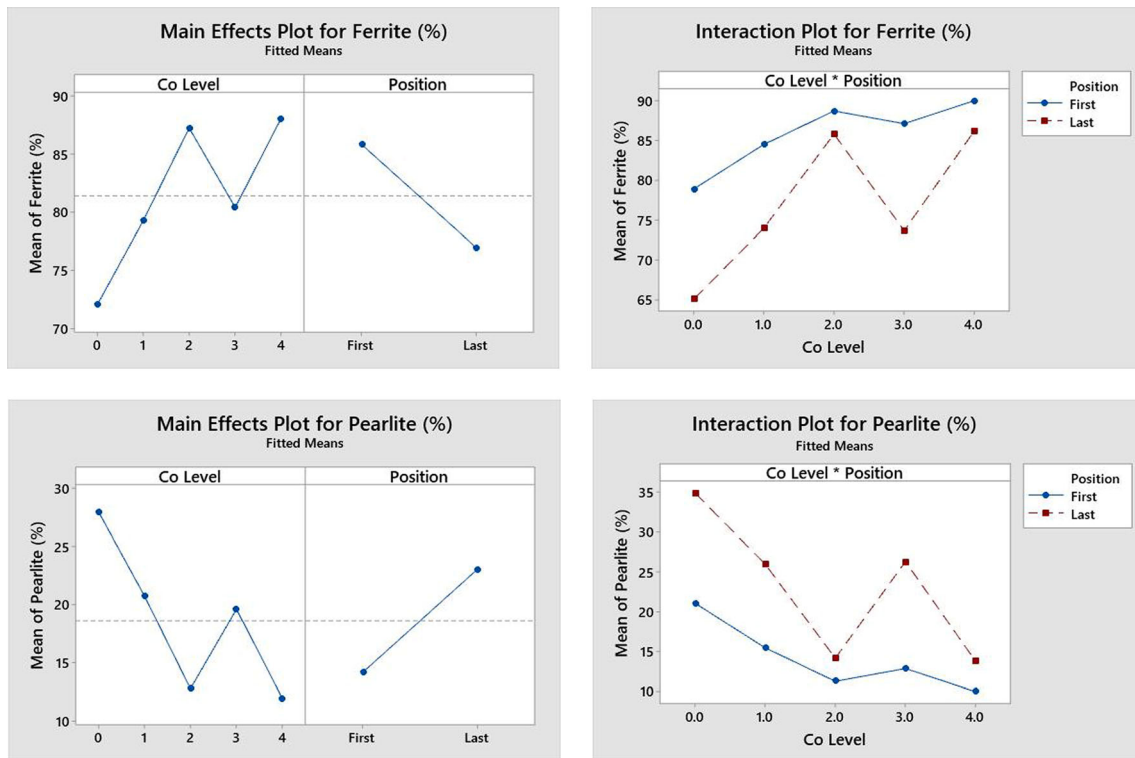 Main Effects Plot for Ferrite (%)
Fitted Means
Co Level
Position
Mean of Ferrite (%)
90
85
80
75
70
0 1 2 3 4 First Last
Interaction Plot for Ferrite (%)
Fitted Means
Co Level * Position
Mean of Ferrite (%)
90
85
80
75
70
65
0.0 1.0 2.0 3.0 4.0
Co Level
Position
First
Last
Main Effects Plot for Pearlite (%)
Fitted Means
Co Level
Position
Mean of Pearlite (%)
30
25
20
15
10
0 1 2 3 4 First Last
Interaction Plot for Pearlite (%)
Fitted Means
Co Level * Position
Mean of Pearlite (%)
35
30
25
20
15
10
0.0 1.0 2.0 3.0 4.0
Co Level
Position
First
Last